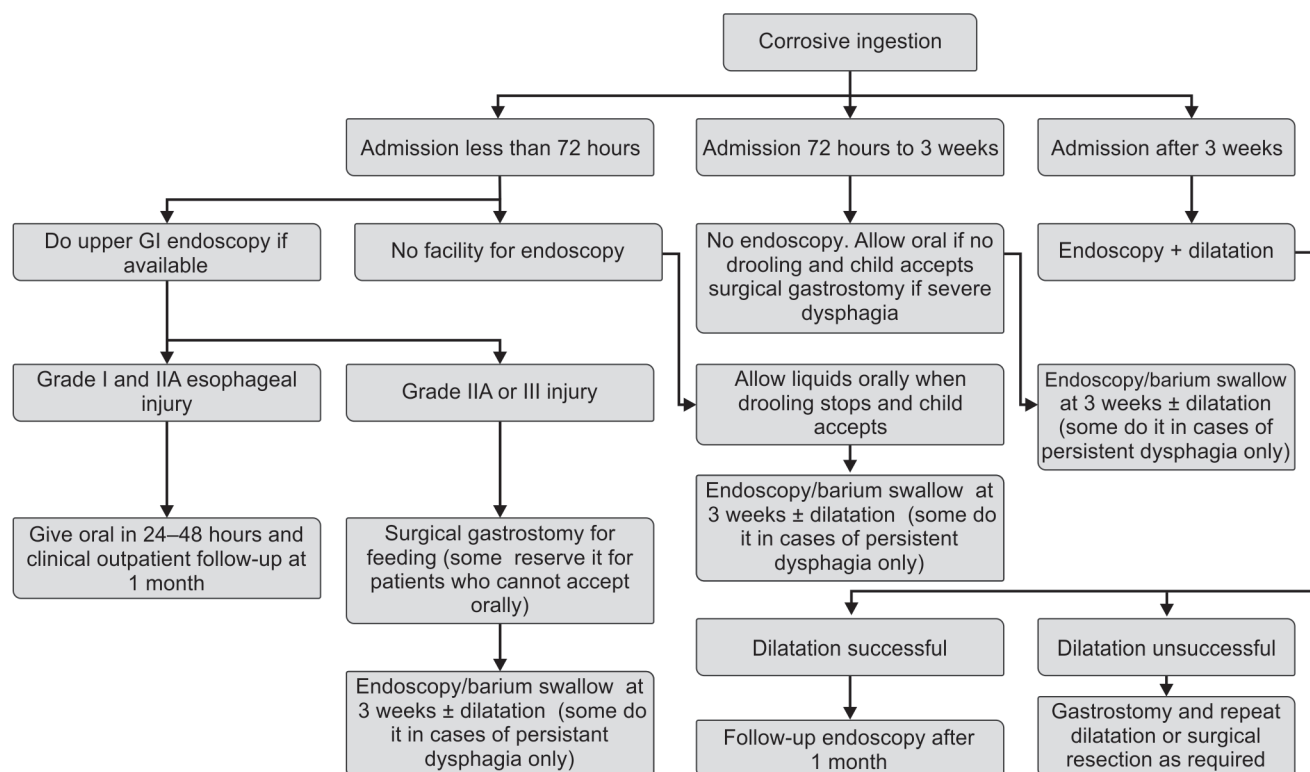 Corrosive ingestion
Admission less than 72 hours
Admission 72 hours to 3 weeks
Admission after 3 weeks
Do upper GI endoscopy if
available
No facility for endoscopy
No endoscopy. Allow oral if no
drooling and child accepts
surgical gastrostomy if severe
dysphagia
Endoscopy + dilatation
Grade I and IIA esophageal
injury
Grade IIA or III injury
Allow liquids orally when
drooling stops and child
accepts
Endoscopy/barium swallow
at 3 weeks ± dilatation
(some do it in cases of
persistent dysphagia only)
Give oral in 24–48 hours and
clinical outpatient follow-up at
1 month
Surgical gastrostomy for
feeding (some reserve it for
patients who cannot accept
orally)
Endoscopy/barium swallow at
3 weeks ± dilatation (some do
it in cases of persistent
dysphagia only)
Dilatation successful
Dilatation unsuccessful
Endoscopy/barium swallow at
3 weeks ± dilatation (some do
it in cases of persistant
dysphagia only)
Follow-up endoscopy after
1 month
Gastrostomy and repeat
dilatation or surgical
resection as required